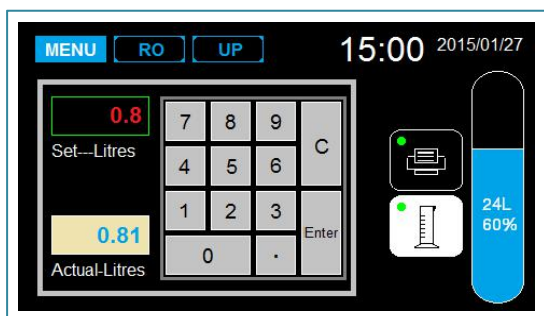 MENU RO UP 15:00 2015/01/27
0.8
Set---Litres
7 8 9 C
4 5 6
1 2 3 Enter
0 .
0.81
Actual-Litres
24L
60%